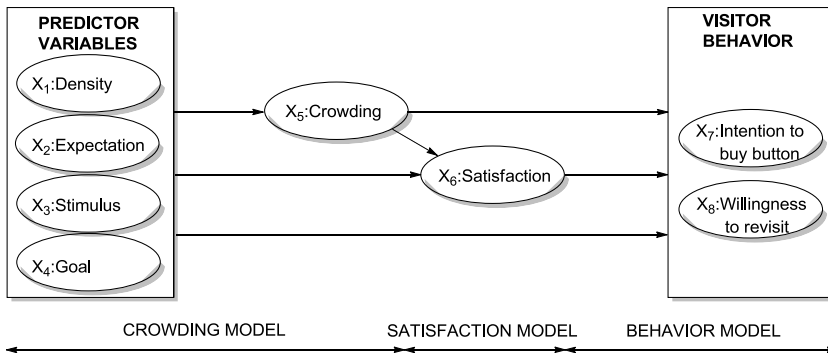 PREDICTOR
VARIABLES
X1:Density
X2:Expectation
X3:Stimulus
X4:Goal
X5:Crowding
X6:Satisfaction
VISITOR
BEHAVIOR
X7:Intention to
buy button
X8:Willingness
to revisit
CROWDING MODEL
SATISFACTION MODEL
BEHAVIOR MODEL